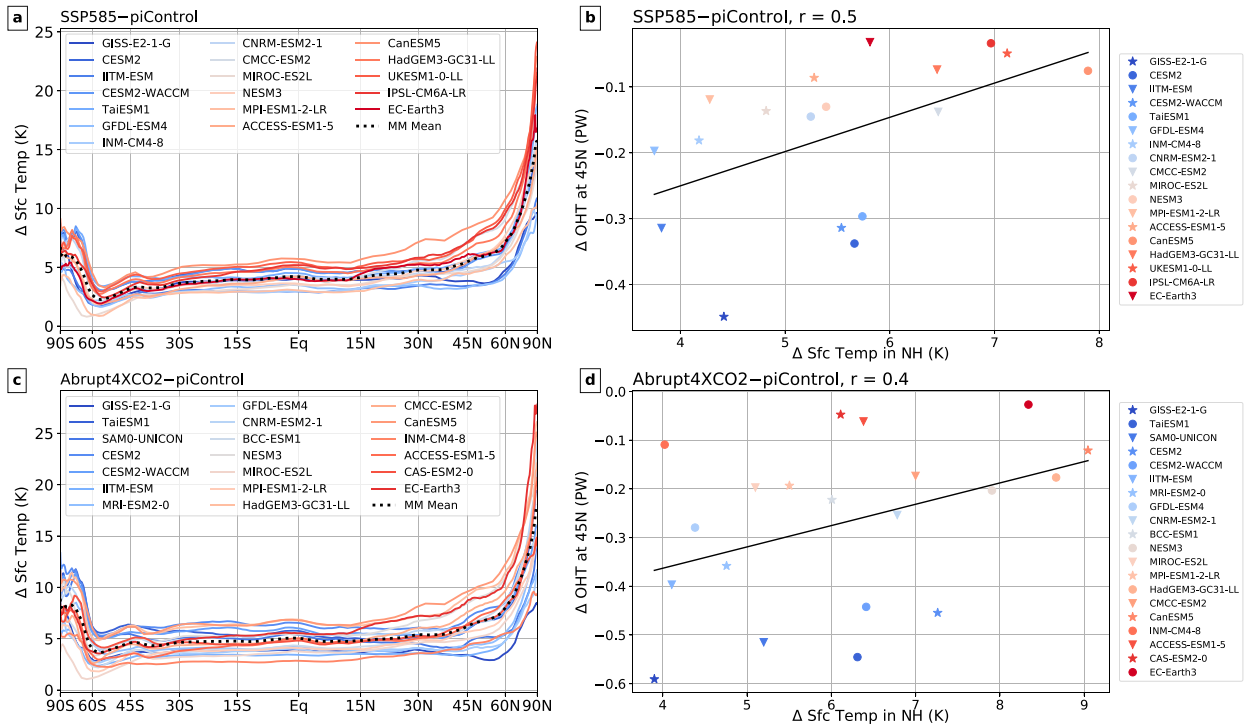 a
SSP585−piControl
Δ Sfc Temp (K)
25
20
15
10
5
0
GISS-E2-1-G
CESM2
IITM-ESM
CESM2-WACCM
TaiESM1
GFDL-ESM4
INM-CM4-8
CNRM-ESM2-1
CMCC-ESM2
MIROC-ES2L
NESM3
MPI-ESM1-2-LR
ACCESS-ESM1-5
CanESM5
HadGEM3-GC31-LL
UKESM1-0-LL
IPSL-CM6A-LR
EC-Earth3
MM Mean
90S 60S 45S 30S 15S Eq 15N 30N 45N 60N 90N
b
SSP585−piControl, r = 0.5
Δ OHT at 45N (PW)
−0.1
−0.2
−0.3
−0.4
4 5 6 7 8
Δ Sfc Temp in NH (K)
GISS-E2-1-G
CESM2
IITM-ESM
CESM2-WACCM
TaiESM1
GFDL-ESM4
INM-CM4-8
CNRM-ESM2-1
CMCC-ESM2
MIROC-ES2L
NESM3
MPI-ESM1-2-LR
ACCESS-ESM1-5
CanESM5
HadGEM3-GC31-LL
UKESM1-0-LL
IPSL-CM6A-LR
EC-Earth3
c
Abrupt4XCO2−piControl
Δ Sfc Temp (K)
25
20
15
10
5
0
GISS-E2-1-G
TaiESM1
SAM0-UNICON
CESM2
CESM2-WACCM
IITM-ESM
MRI-ESM2-0
GFDL-ESM4
CNRM-ESM2-1
BCC-ESM1
NESM3
MIROC-ES2L
MPI-ESM1-2-LR
HadGEM3-GC31-LL
CMCC-ESM2
CanESM5
INM-CM4-8
ACCESS-ESM1-5
CAS-ESM2-0
EC-Earth3
MM Mean
90S 60S 45S 30S 15S Eq 15N 30N 45N 60N 90N
d
Abrupt4XCO2−piControl, r = 0.4
Δ OHT at 45N (PW)
0.0
−0.1
−0.2
−0.3
−0.4
−0.5
−0.6
4 5 6 7 8 9
Δ Sfc Temp in NH (K)
GISS-E2-1-G
TaiESM1
SAM0-UNICON
CESM2
CESM2-WACCM
IITM-ESM
MRI-ESM2-0
GFDL-ESM4
CNRM-ESM2-1
BCC-ESM1
NESM3
MIROC-ES2L
MPI-ESM1-2-LR
HadGEM3-GC31-LL
CMCC-ESM2
CanESM5
INM-CM4-8
ACCESS-ESM1-5
CAS-ESM2-0
EC-Earth3